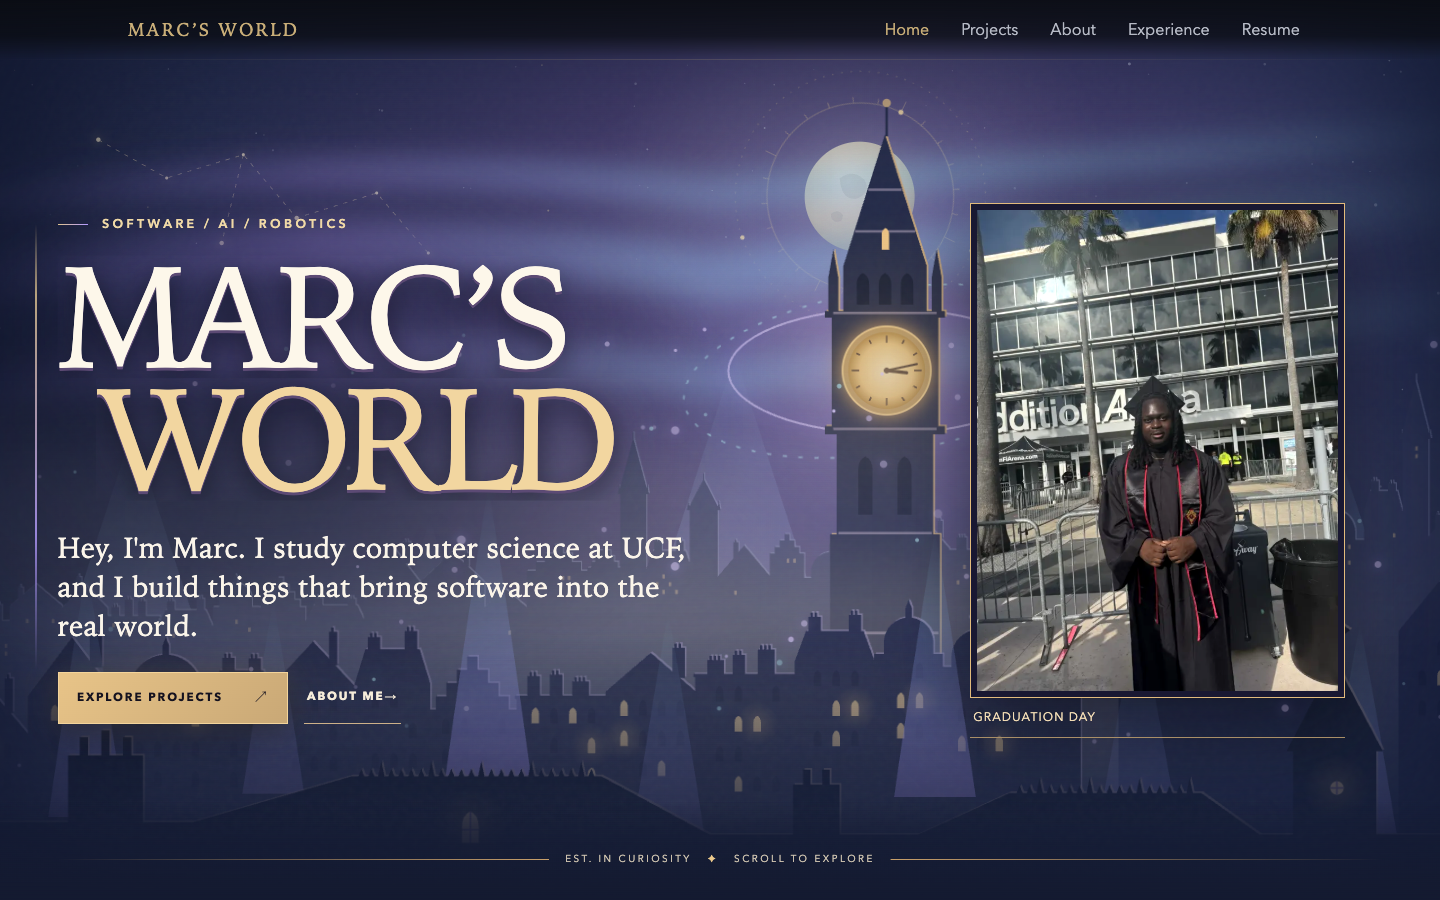 MARC’S WORLD
Home Projects About Experience Resume
SOFTWARE / AI / ROBOTICS
MARC’S
WORLD
Hey, I'm Marc. I study computer science at UCF,
and I build things that bring software into the
real world.
EXPLORE PROJECTS ↗
ABOUT ME→
GRADUATION DAY
EST. IN CURIOSITY ✦ SCROLL TO EXPLORE